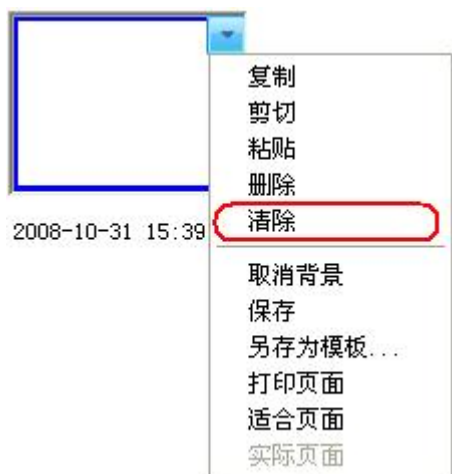 复制
剪切
粘贴
删除
2008-10-31 15:39
清除
取消背景
保存
另存为模板...
打印页面
适合页面
实际页面